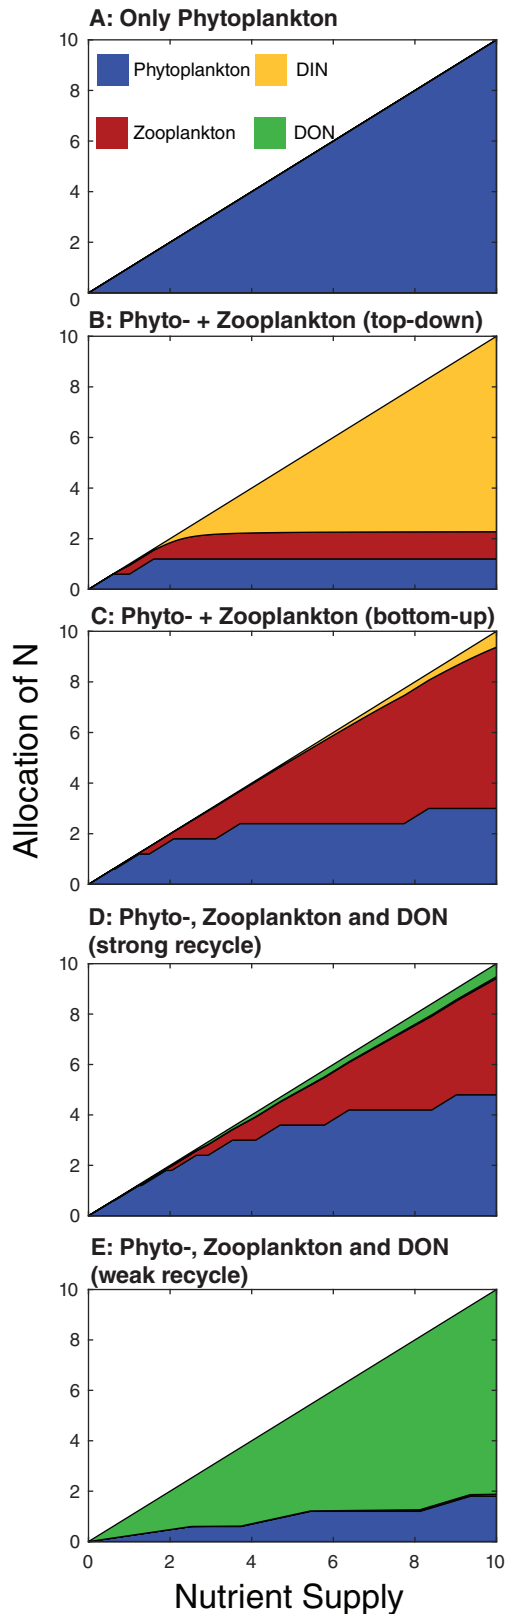 A: Only Phytoplankton
10
Phytoplankton DIN
8
Zooplankton DON
6
4
2
0
B: Phyto- + Zooplankton (top-down)
10
8
6
4
2
0
C: Phyto- + Zooplankton (bottom-up)
10
8
6
4
2
0
Allocation of N
D: Phyto-, Zooplankton and DON
(strong recycle)
10
8
6
4
2
0
E: Phyto-, Zooplankton and DON
(weak recycle)
10
8
6
4
2
0
0 2 4 6 8 10
Nutrient Supply